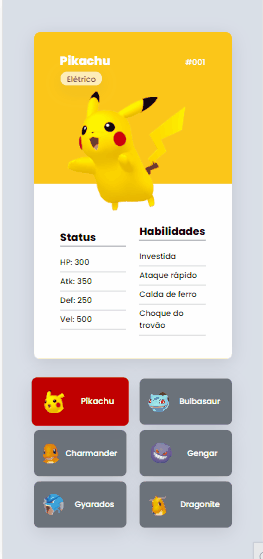 Pikachu
#001
Elétrico
Status
HP: 300
Atk: 350
Def: 250
Vel: 500
Habilidades
Investida
Ataque rápido
Caida de ferro
Choque do
trovão
Pikachu
Bulbasaur
Charmander
Gengar
Gyarados
Dragonite